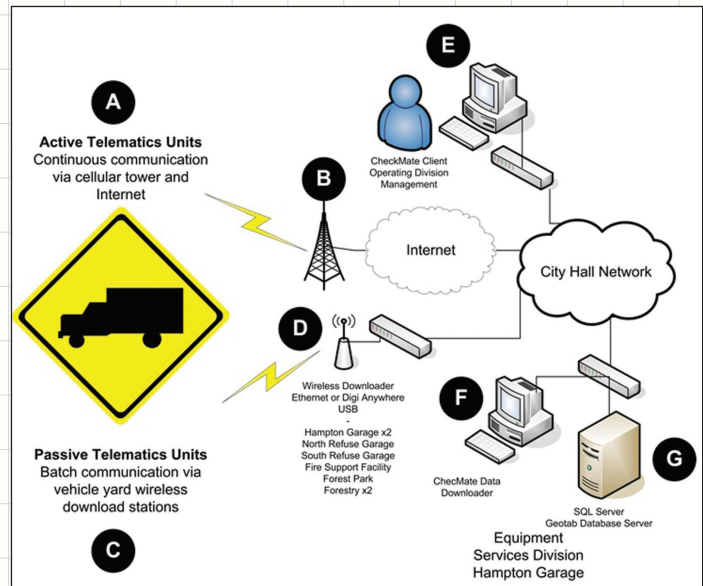 A
Active Telematics Units
Continuous communication
via cellular tower and
Internet
B
Internet
E
CheckMate Client
Operating Division
Management
City Hall Network
D
Wireless Downloader
Ethernet or Digi Anywhere
USB
-
Hampton Garage x2
North Refuse Garage
South Refuse Garage
Fire Support Facility
Forest Park
Forestry x2
Passive Telematics Units
Batch communication via
vehicle yard wireless
download stations
C
F
ChecMate Data
Downloader
G
SQL Server
Geotab Database Server
Equipment
Services Division
Hampton Garage